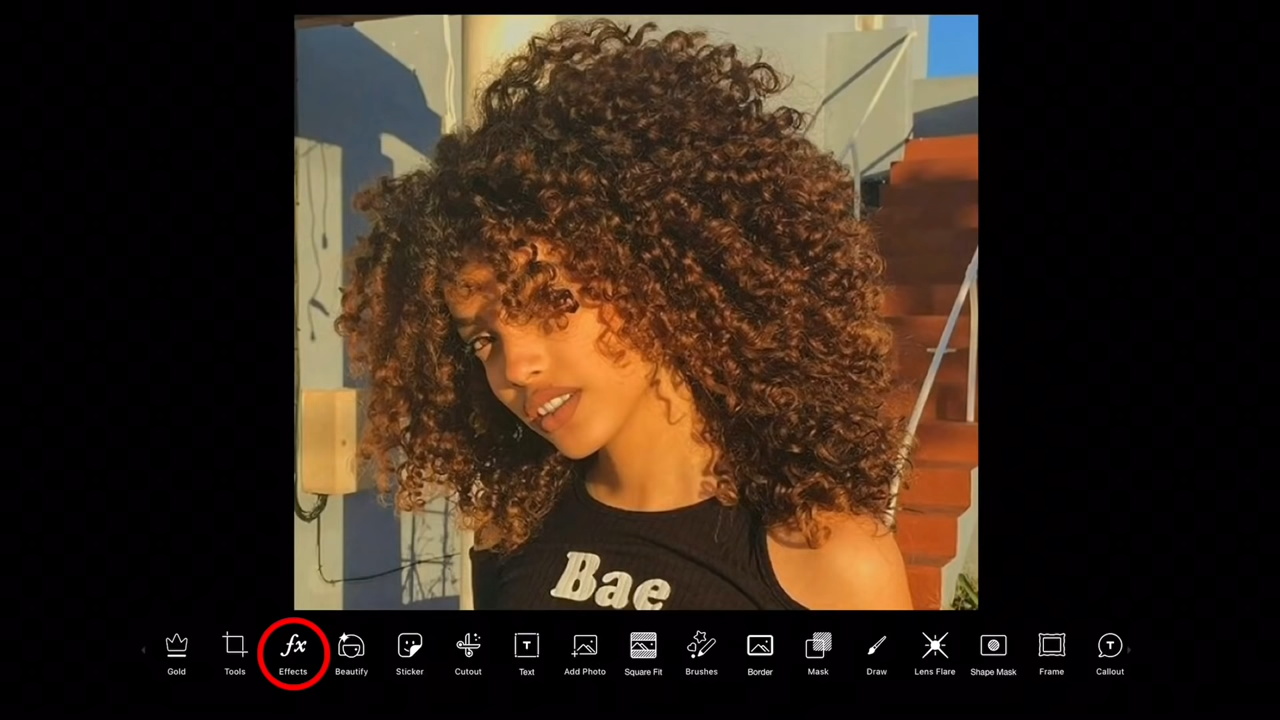 Bae
fx
T
T
Gold Tools Effects Beautify Sticker Cutout Text Add Photo Square Fit Brushes Border Mask Draw Lens Flare Shape Mask Frame Callout